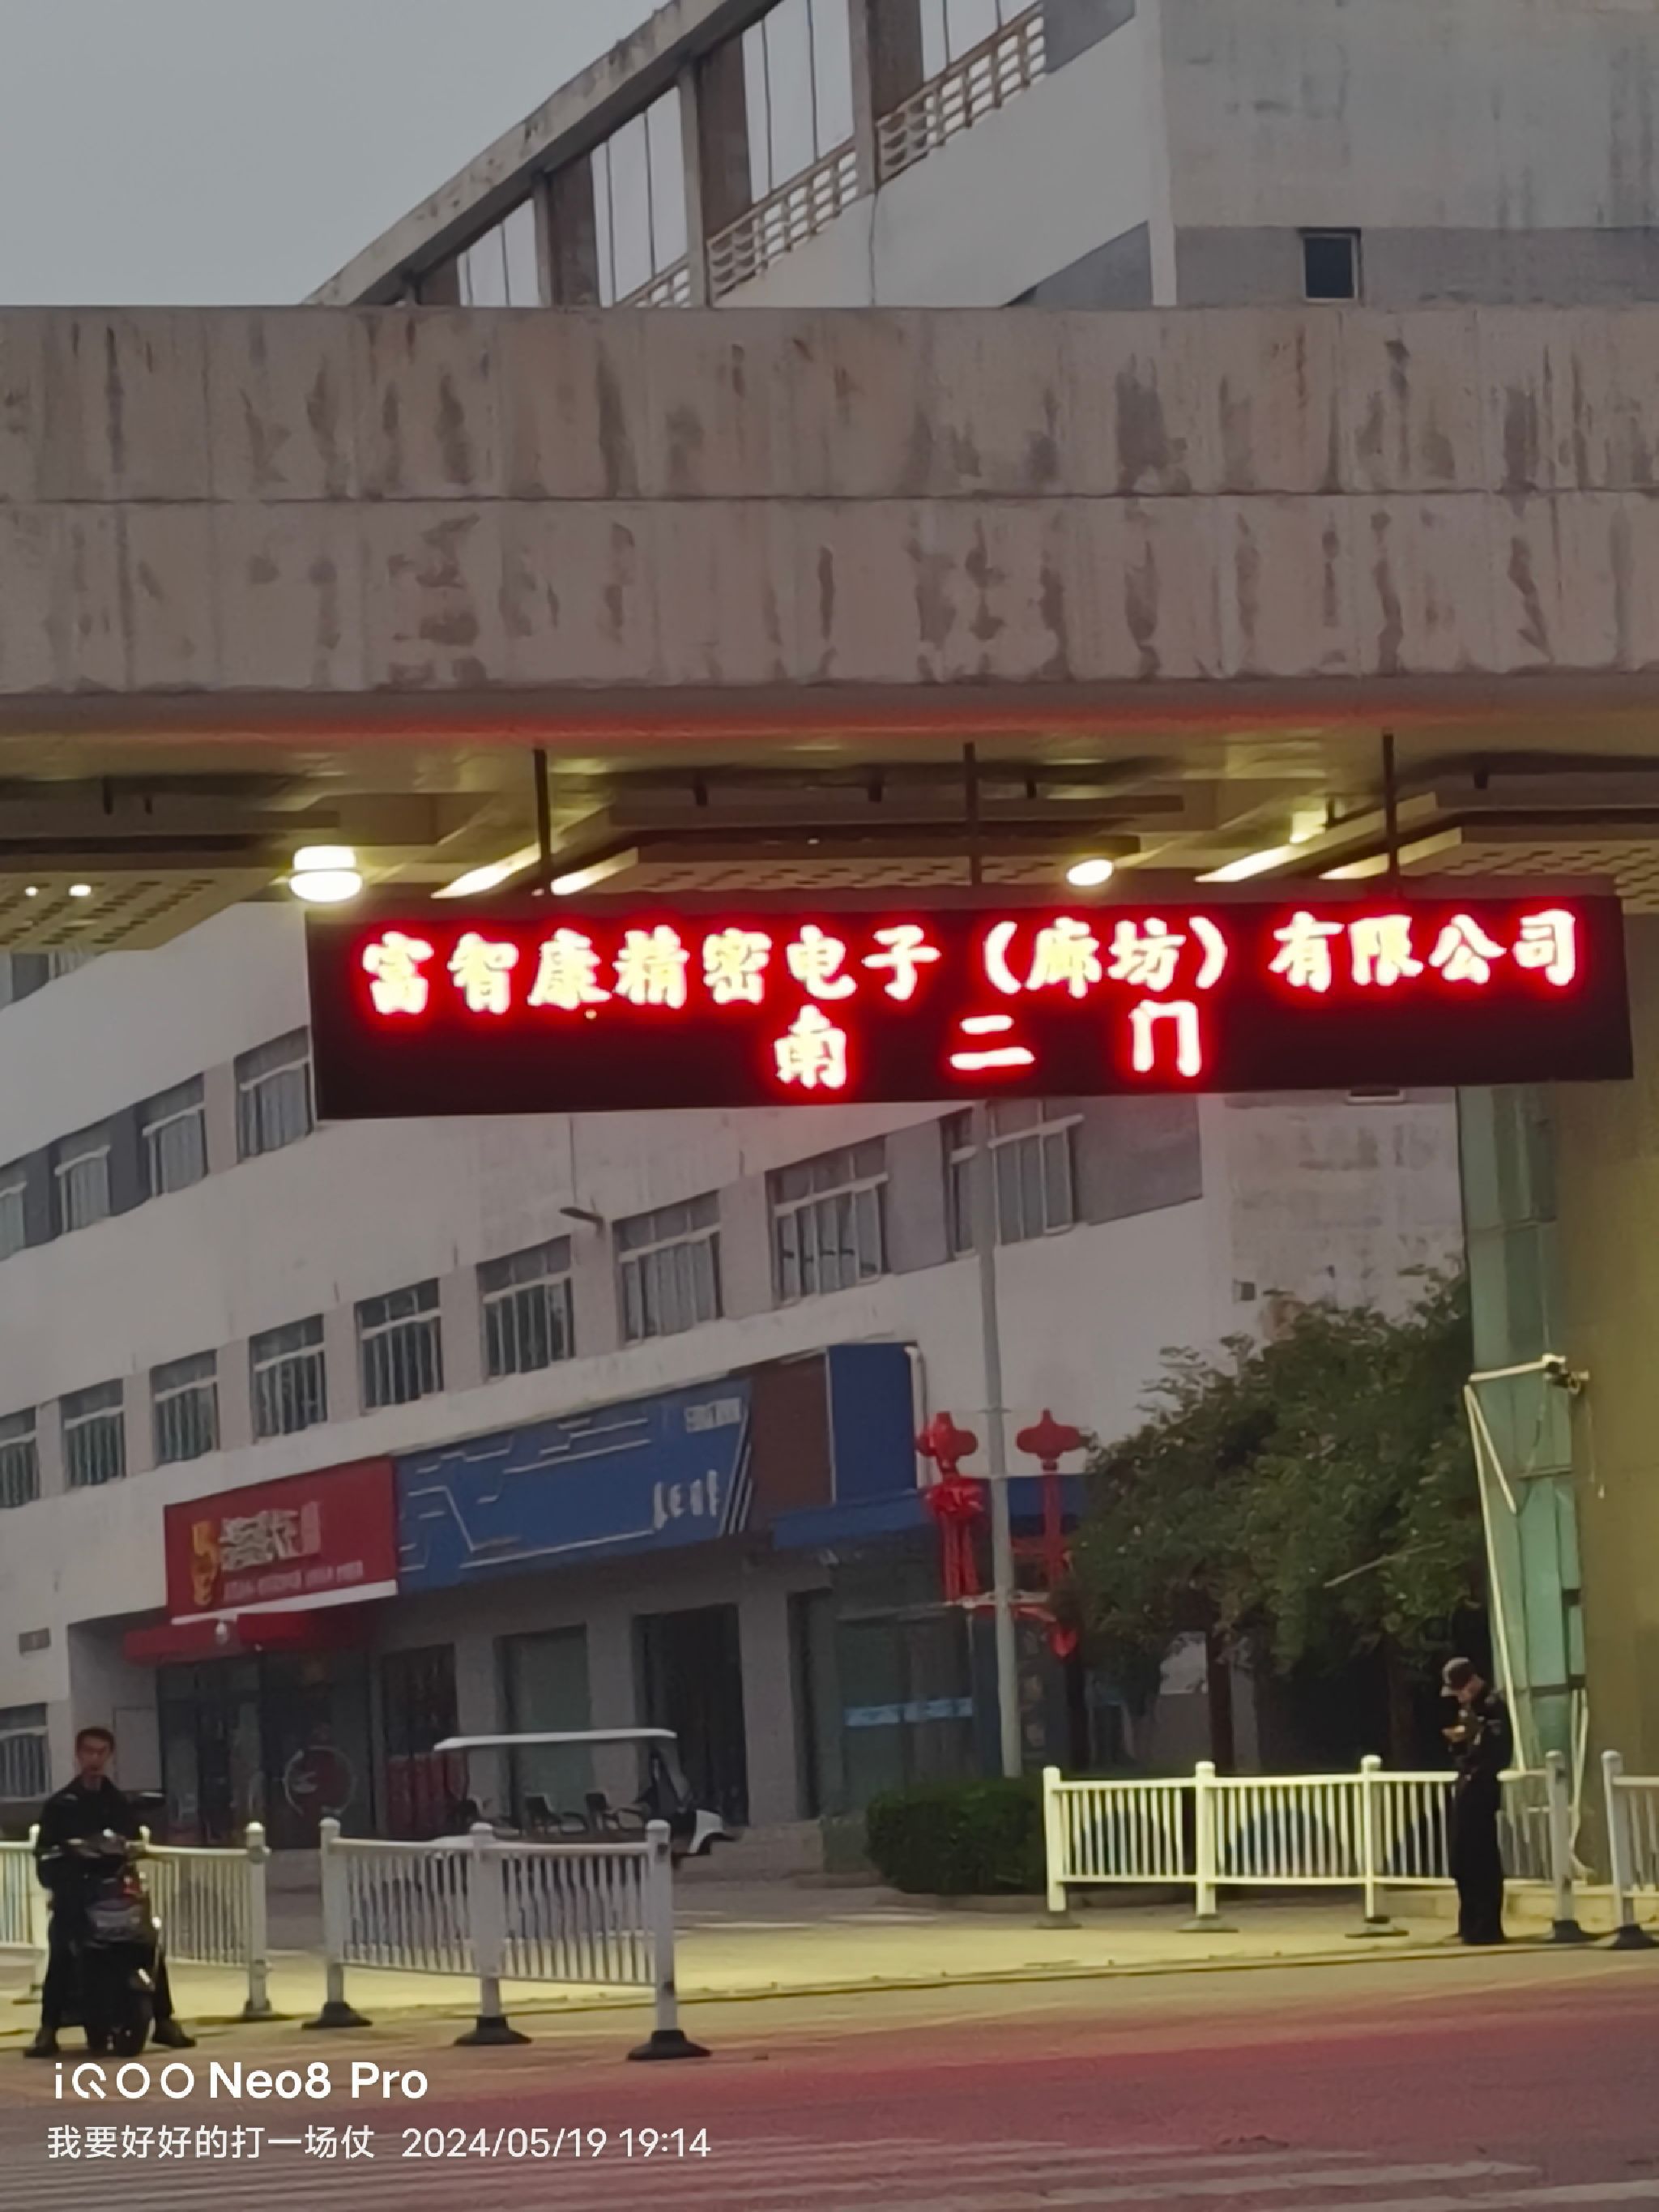 富智康精密电子（廊坊）有限公司
南二门
iQOO Neo8 Pro
我要好好的打一场仗 2024/05/19 19:14